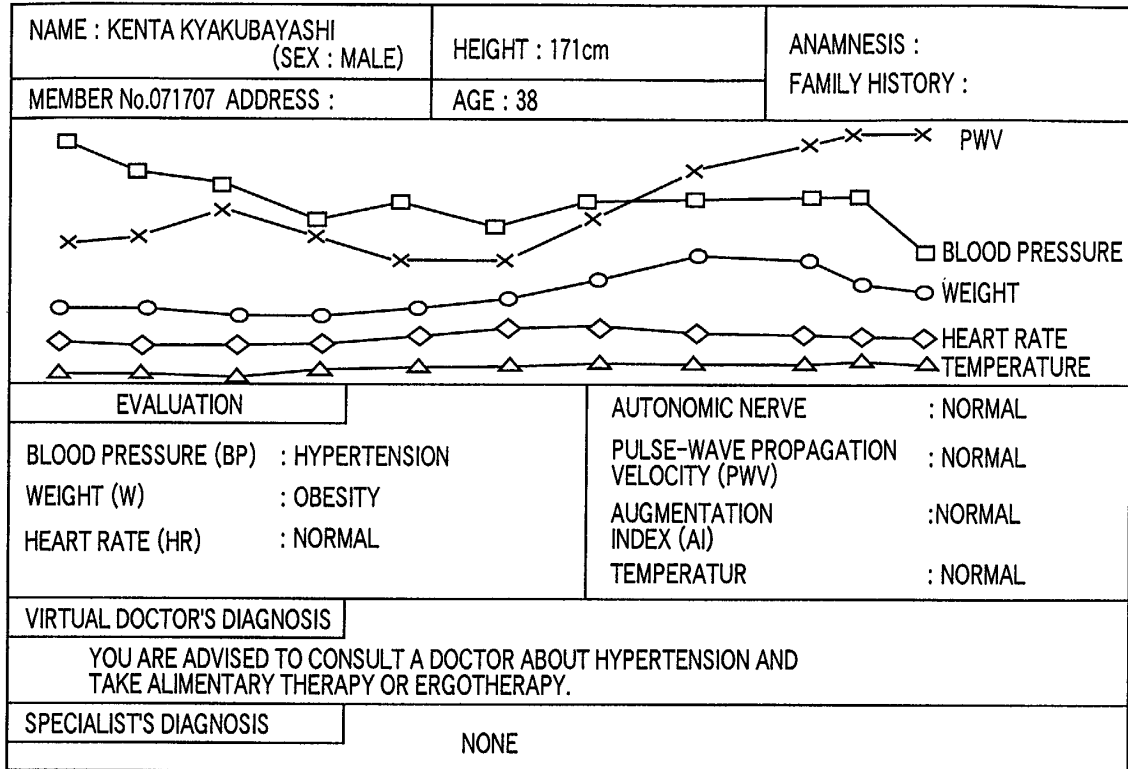 NAME : KENTA KYAKUBAYASHI
(SEX : MALE)
HEIGHT : 171cm
ANAMNESIS :
FAMILY HISTORY :
MEMBER No.071707 ADDRESS :
AGE : 38
PWV
BLOOD PRESSURE
WEIGHT
HEART RATE
TEMPERATURE
EVALUATION
BLOOD PRESSURE (BP) : HYPERTENSION
WEIGHT (W) : OBESITY
HEART RATE (HR) : NORMAL
AUTONOMIC NERVE : NORMAL
PULSE-WAVE PROPAGATION
VELOCITY (PWV) : NORMAL
AUGMENTATION
INDEX (AI) :NORMAL
TEMPERATUR : NORMAL
VIRTUAL DOCTOR'S DIAGNOSIS
YOU ARE ADVISED TO CONSULT A DOCTOR ABOUT HYPERTENSION AND
TAKE ALIMENTARY THERAPY OR ERGOTHERAPY.
SPECIALIST'S DIAGNOSIS
NONE